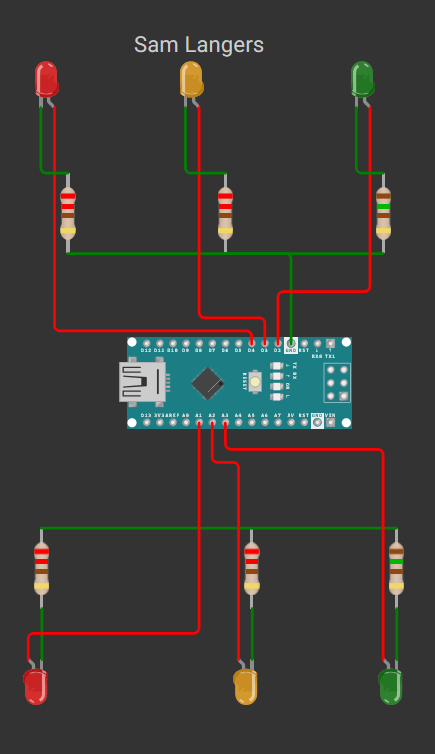 Sam Langers
D12 D11 D10 D9 D8 D7 D6 D5 D4 D3 D2 GND RST
RX0 TX1
RESET
TX RX ON L
D13 3V3 AREF A0 A1 A2 A3 A4 A5 A6 A7 5V RST GND VIN